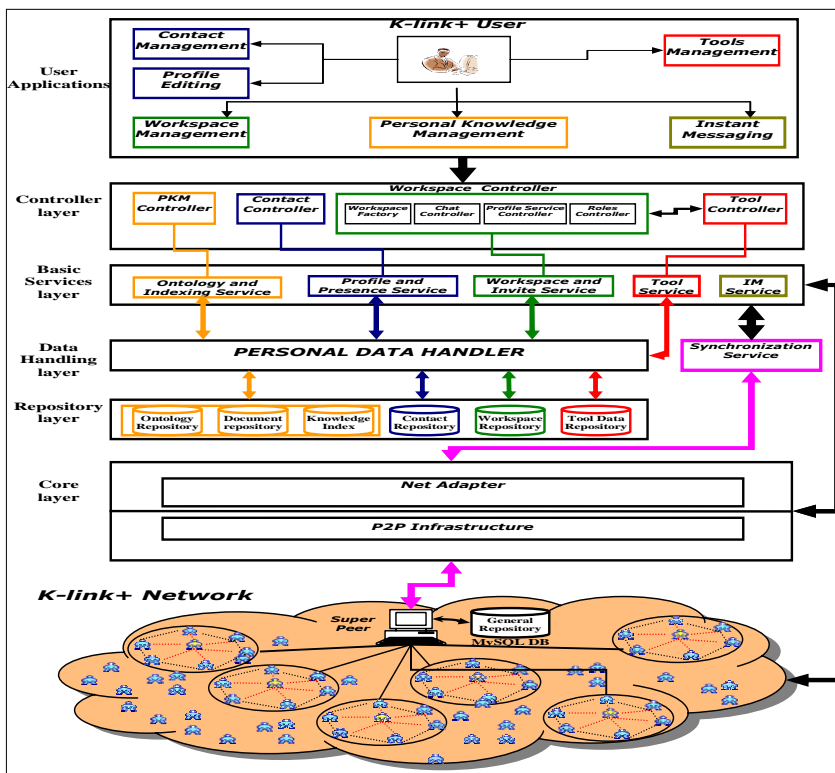 K-link+ User
Contact
Management
Tools
Management
User
Applications
Profile
Editing
Workspace
Management
Personal Knowledge
Management
Instant
Messaging
Controller
layer
PKM
Controller
Contact
Controller
Workspace Controller
Workspace
Factory
Chat
Controller
Profile Service
Controller
Roles
Controller
Tool
Controller
Basic
Services
layer
Ontology and
Indexing Service
Profile and
Presence Service
Workspace and
Invite Service
Tool
Service
IM
Service
Data
Handling
layer
PERSONAL DATA HANDLER
Synchronization
Service
Repository
layer
Ontology
Repository
Document
repository
Knowledge
Index
Contact
Repository
Workspace
Repository
Tool Data
Repository
Core
layer
Net Adapter
P2P Infrastructure
K-link+ Network
Super
Peer
General
Repository
MySQL DB